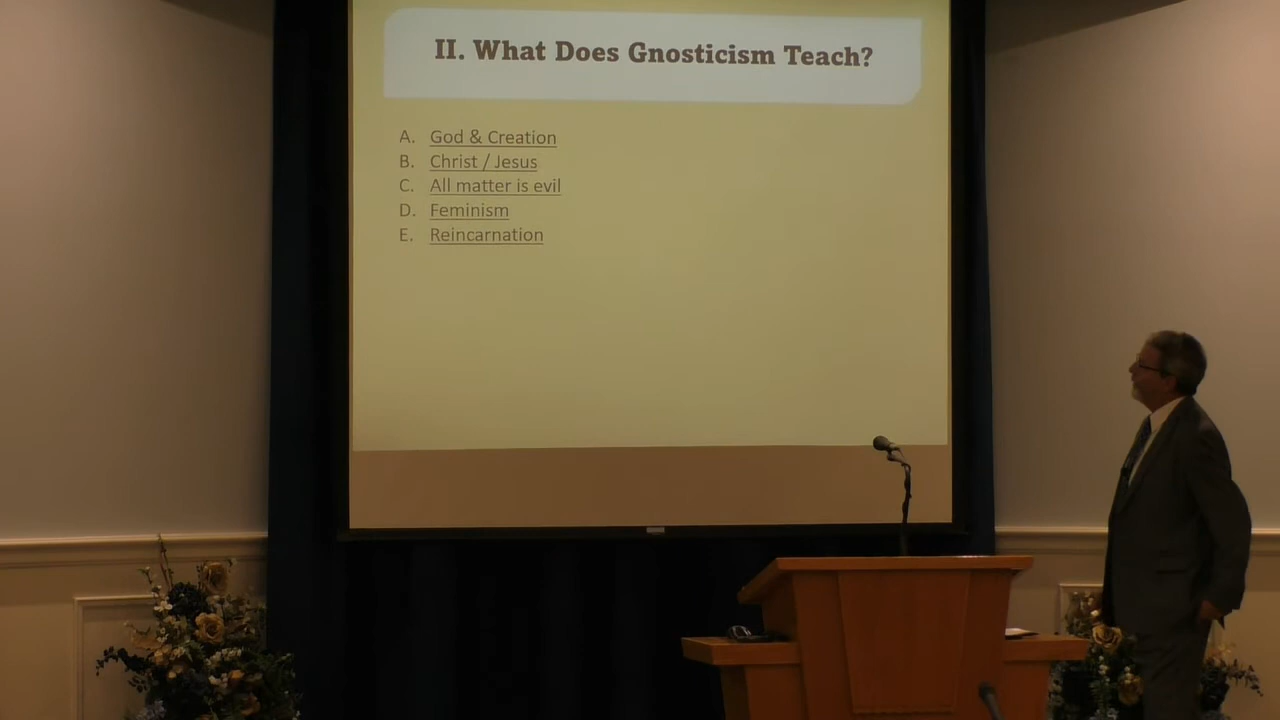 II. What Does Gnosticism Teach?
A. God & Creation
B. Christ / Jesus
C. All matter is evil
D. Feminism
E. Reincarnation